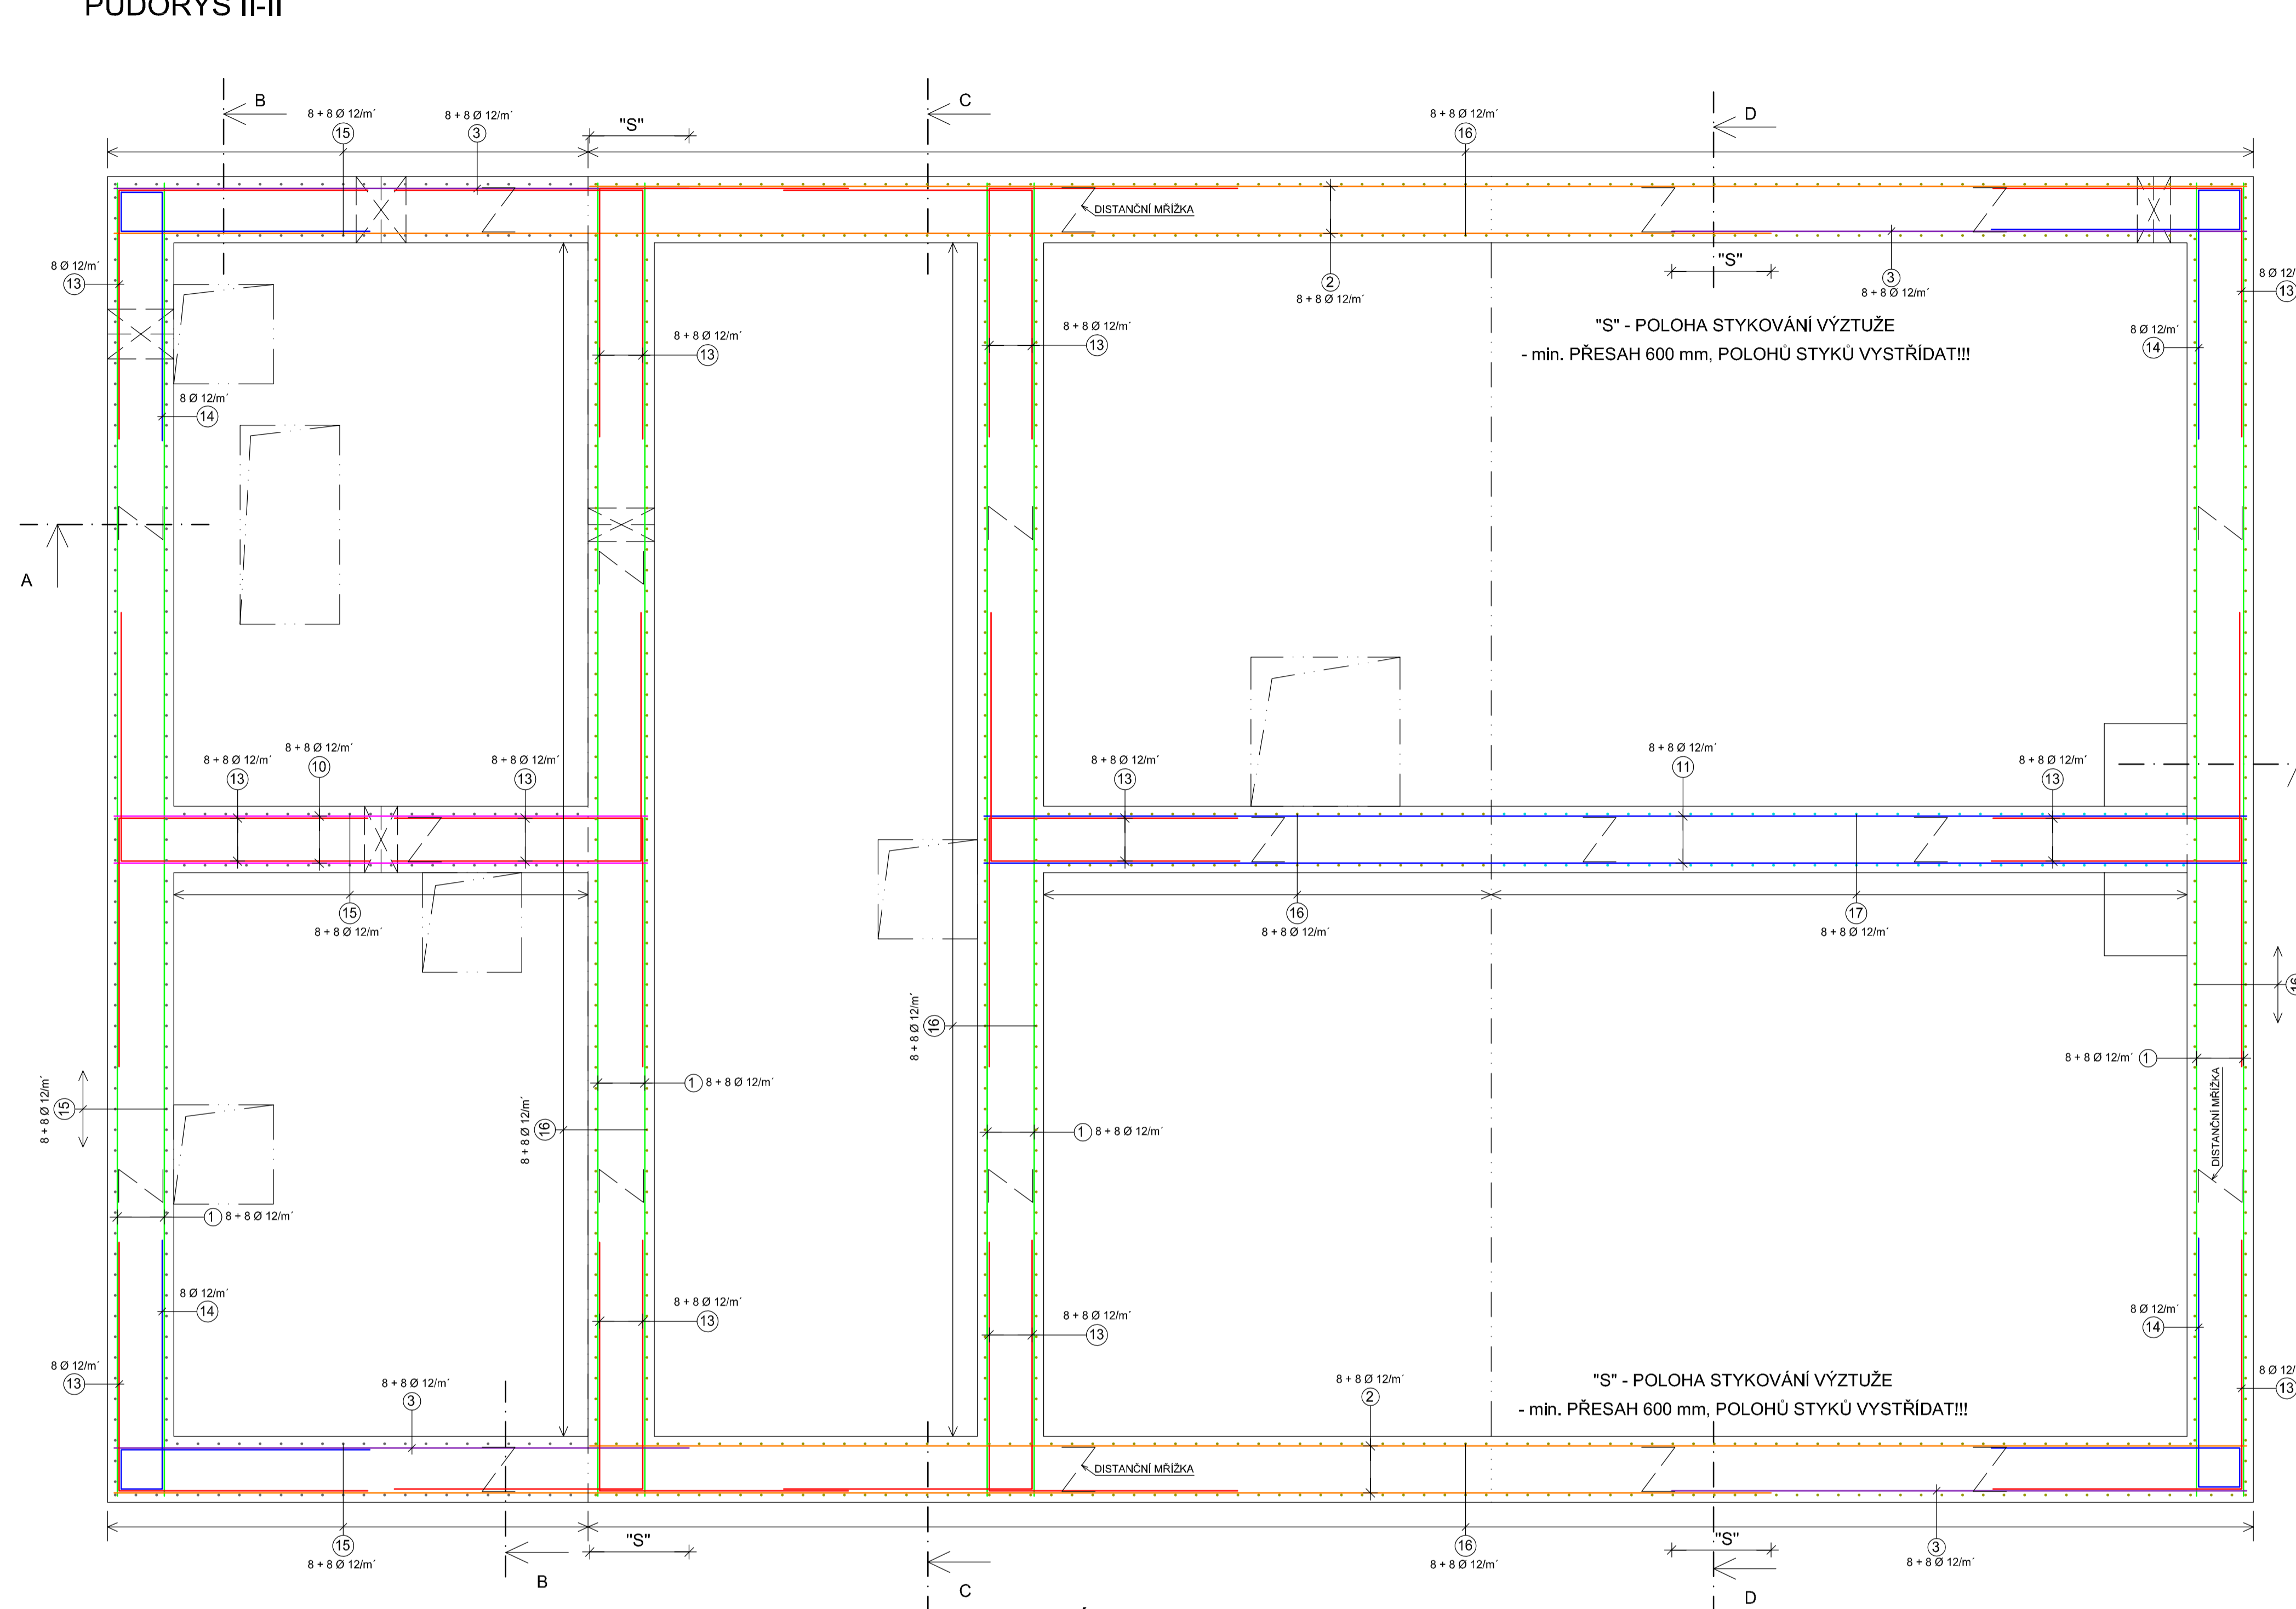 PŮDORYS II-II
B
C
D
8 + 8 Ø 12/m´
15
8 + 8 Ø 12/m´
3
"S"
8 + 8 Ø 12/m´
16
DISTANČNÍ MŘÍŽKA
8 Ø 12/m´
13
2
8 + 8 Ø 12/m´
"S"
3
8 + 8 Ø 12/m´
8 Ø 12/
13
"S" - POLOHA STYKOVÁNÍ VÝZTUŽE
- min. PŘESAH 600 mm, POLOHŮ STYKŮ VYSTŘÍDAT!!!
8 + 8 Ø 12/m´
13
8 + 8 Ø 12/m´
13
8 Ø 12/m´
14
8 Ø 12/m´
14
A
8 + 8 Ø 12/m´
13
8 + 8 Ø 12/m´
10
8 + 8 Ø 12/m´
13
8 + 8 Ø 12/m´
13
8 + 8 Ø 12/m´
11
8 + 8 Ø 12/m´
13
15
8 + 8 Ø 12/m´
16
8 + 8 Ø 12/m´
17
8 + 8 Ø 12/m´
16
8 + 8 Ø 12/m´
16
8 + 8 Ø 12/m´
1
1 8 + 8 Ø 12/m´
8 + 8 Ø 12/m´
15
8 + 8 Ø 12/m´
16
1 8 + 8 Ø 12/m´
DISTANČNÍ MŘÍŽKA
1 8 + 8 Ø 12/m´
8 Ø 12/m´
14
8 + 8 Ø 12/m´
13
8 + 8 Ø 12/m´
13
8 Ø 12/m´
14
8 Ø 12/m´
13
8 + 8 Ø 12/m´
3
8 + 8 Ø 12/m´
2
"S" - POLOHA STYKOVÁNÍ VÝZTUŽE
- min. PŘESAH 600 mm, POLOHŮ STYKŮ VYSTŘÍDAT!!!
8 Ø 12/
13
DISTANČNÍ MŘÍŽKA
15
8 + 8 Ø 12/m´
"S"
16
8 + 8 Ø 12/m´
"S"
3
8 + 8 Ø 12/m´
B
C
D